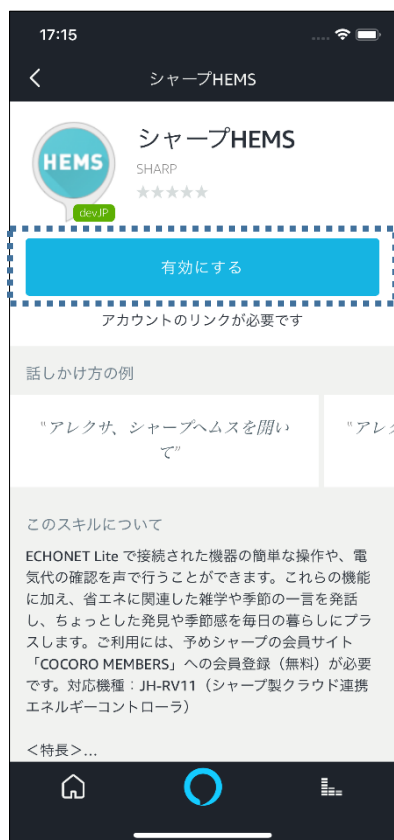 17:15
シャープHEMS
HEMS
devJP
シャープHEMS
SHARP
有効にする
アカウントのリンクが必要です
話しかけ方の例
"アレクサ、シャープヘムスを開い
て"
"アレク
このスキルについて
ECHONET Lite で接続された機器の簡単な操作や、電
気代の確認を声で行うことができます。これらの機能
に加え、省エネに関連した雑学や季節の一言を発話
し、ちょっとした発見や季節感を毎日の暮らしにプラ
スします。ご利用には、予めシャープの会員サイト
「COCORO MEMBERS」への会員登録（無料）が必要
です。対応機種：JH-RV11（シャープ製クラウド連携
エネルギーコントローラ）
＜特長＞...